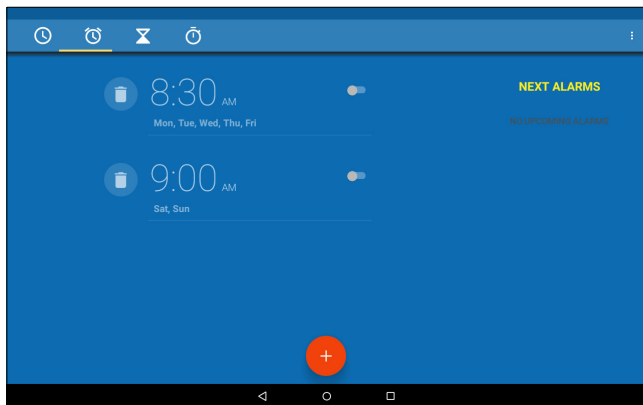 8:30 AM
Mon, Tue, Wed, Thu, Fri
9:00 AM
Sat, Sun
NEXT ALARMS
NO UPCOMING ALARMS